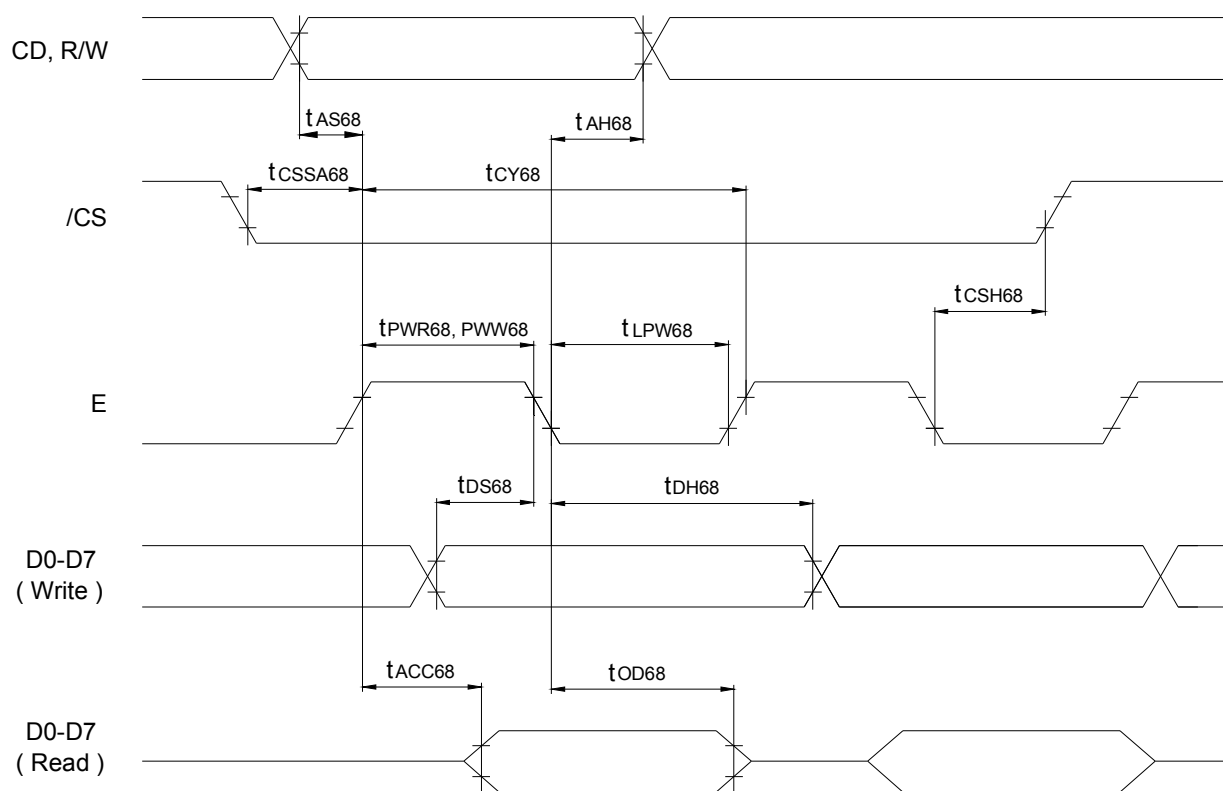 CD, R/W
tAS68
tAH68
tCSSA68
tCY68
/CS
tCSH68
tPWR68, PWW68
tLPW68
E
tDS68
tDH68
D0-D7
( Write )
tACC68
tOD68
D0-D7
( Read )